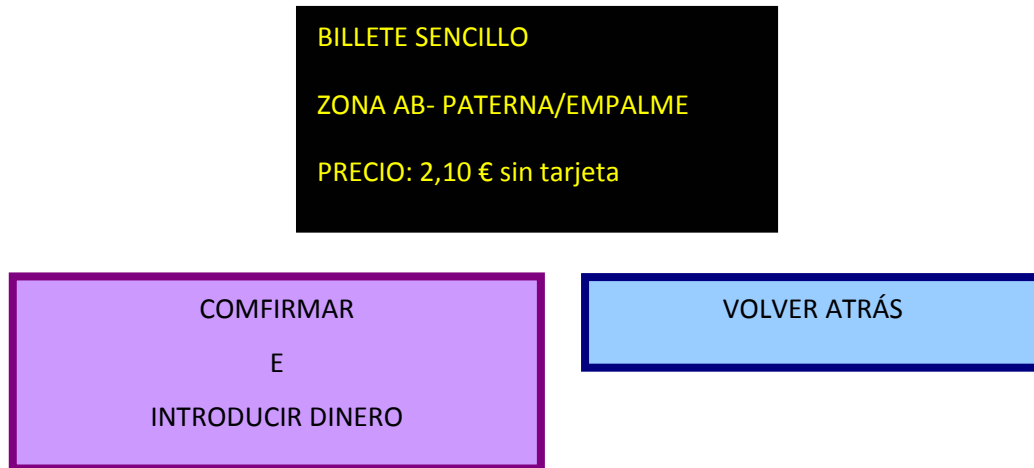 BILLETE SENCILLO
ZONA AB- PATERNA/EMPALME
PRECIO: 2,10 € sin tarjeta
COMFIRMAR
E
INTRODUCIR DINERO
VOLVER ATRÁS